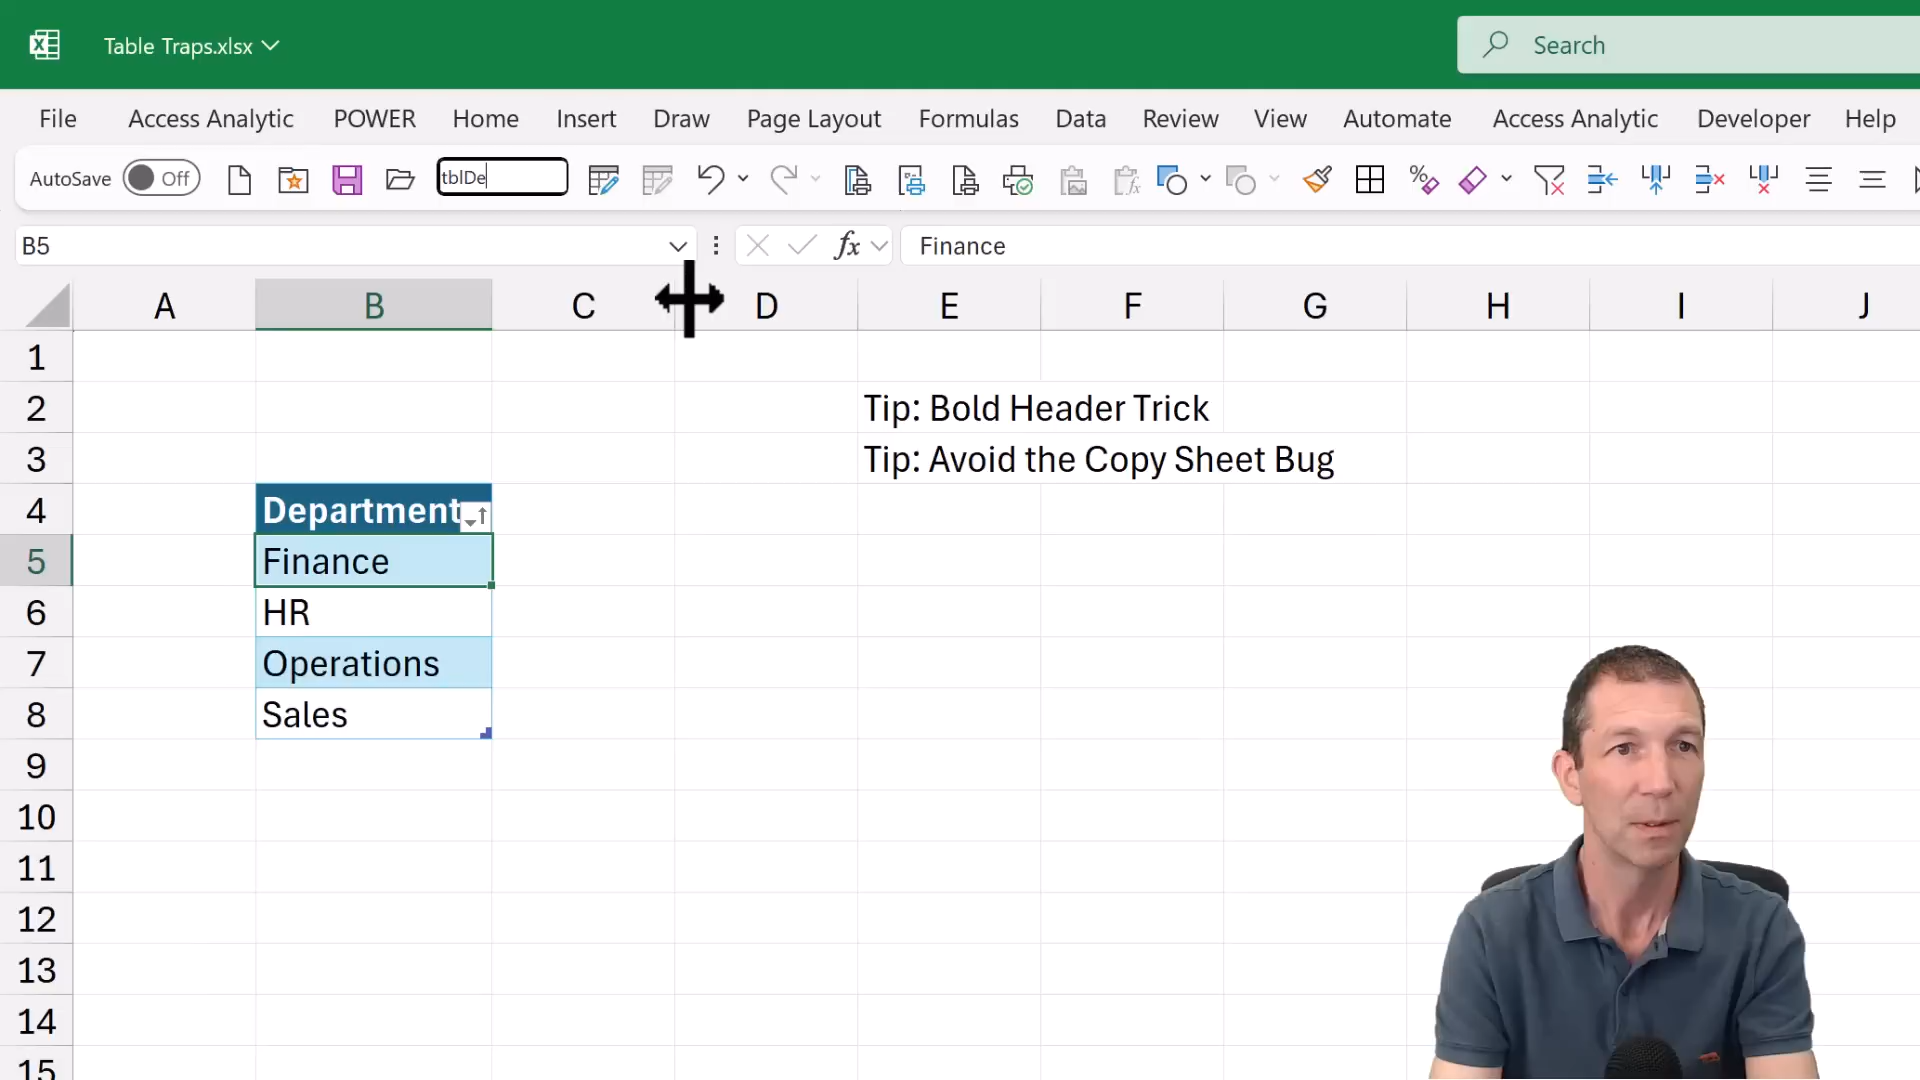 Table Traps.xlsx
Search
File Access Analytic POWER Home Insert Draw Page Layout Formulas Data Review View Automate Access Analytic Developer Help
AutoSave Off tblDe
B5 fx Finance
A B C D E F G H I J
1
2 Tip: Bold Header Trick
3 Tip: Avoid the Copy Sheet Bug
4 Department
5 Finance
6 HR
7 Operations
8 Sales
9
10
11
12
13
14
15